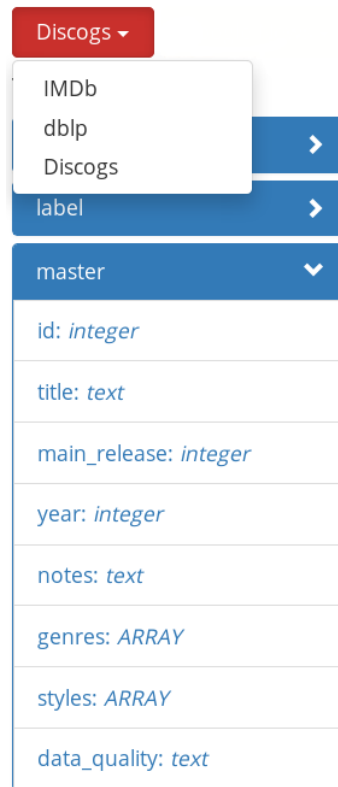 Discogs
IMDb
dblp
Discogs
label
master
id: integer
title: text
main_release: integer
year: integer
notes: text
genres: ARRAY
styles: ARRAY
data_quality: text